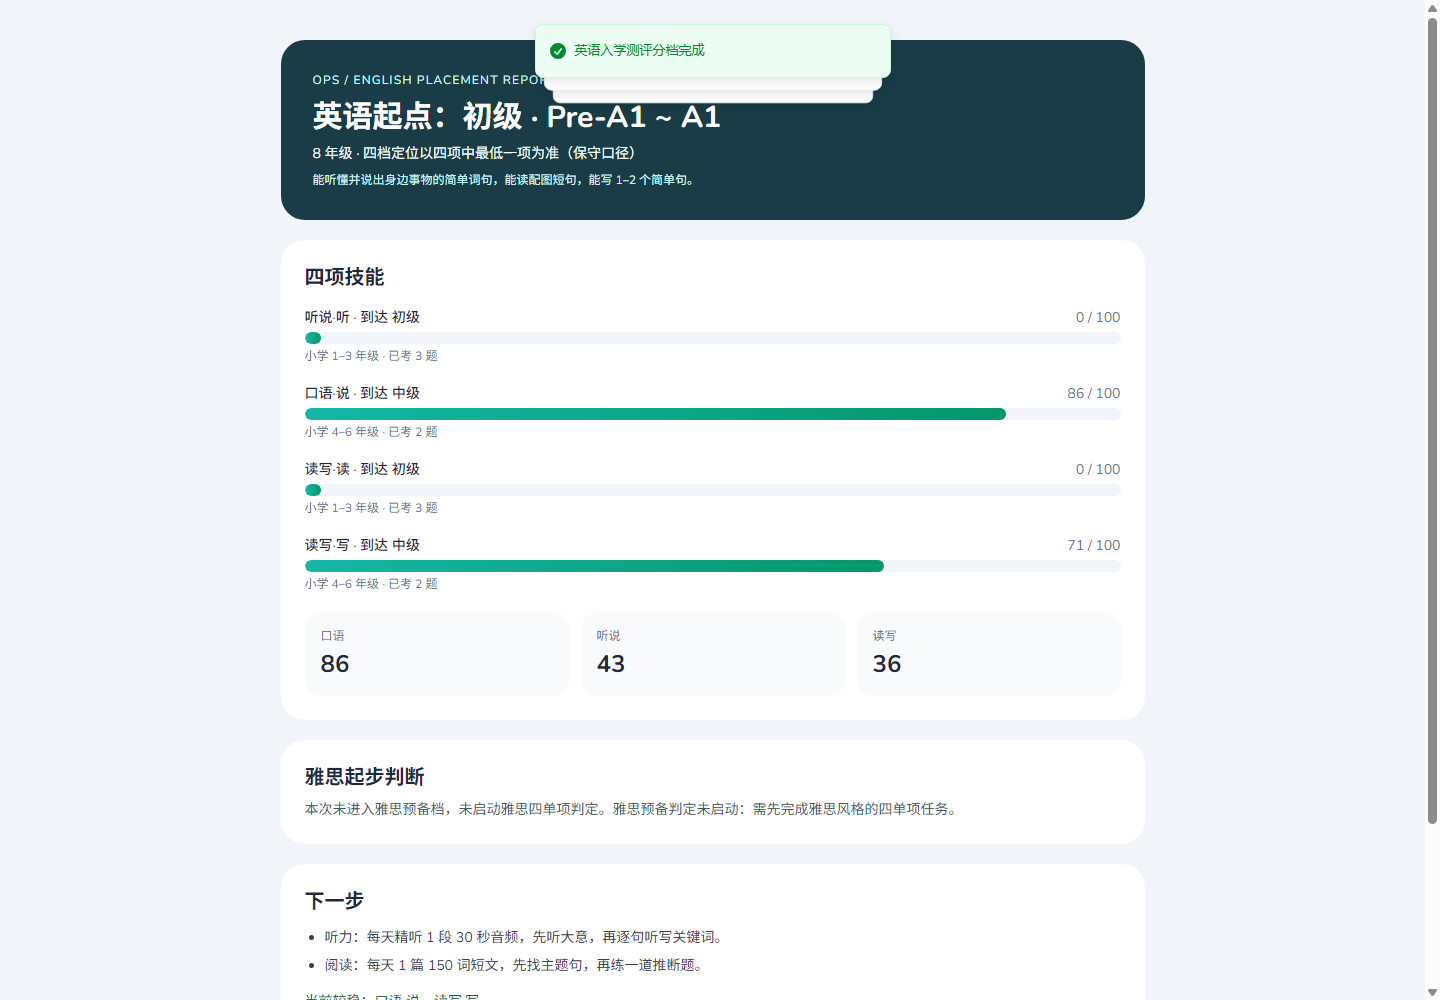 英语入学测评分档完成
OPS / ENGLISH PLACEMENT REPOR
英语起点：初级 · Pre-A1 ~ A1
8 年级 · 四档定位以四项中最低一项为准（保守口径）
能听懂并说出身边事物的简单词句，能读配图短句，能写 1–2 个简单句。
四项技能
听说·听 · 到达 初级
0 / 100
小学 1–3 年级 · 已考 3 题
口语·说 · 到达 中级
86 / 100
小学 4–6 年级 · 已考 2 题
读写·读 · 到达 初级
0 / 100
小学 1–3 年级 · 已考 3 题
读写·写 · 到达 中级
71 / 100
小学 4–6 年级 · 已考 2 题
口语
86
听说
43
读写
36
雅思起步判断
本次未进入雅思预备档，未启动雅思四单项判定。雅思预备判定未启动：需先完成雅思风格的四单项任务。
下一步
听力：每天精听 1 段 30 秒音频，先听大意，再逐句听写关键词。
阅读：每天 1 篇 150 词短文，先找主题句，再练一道推断题。